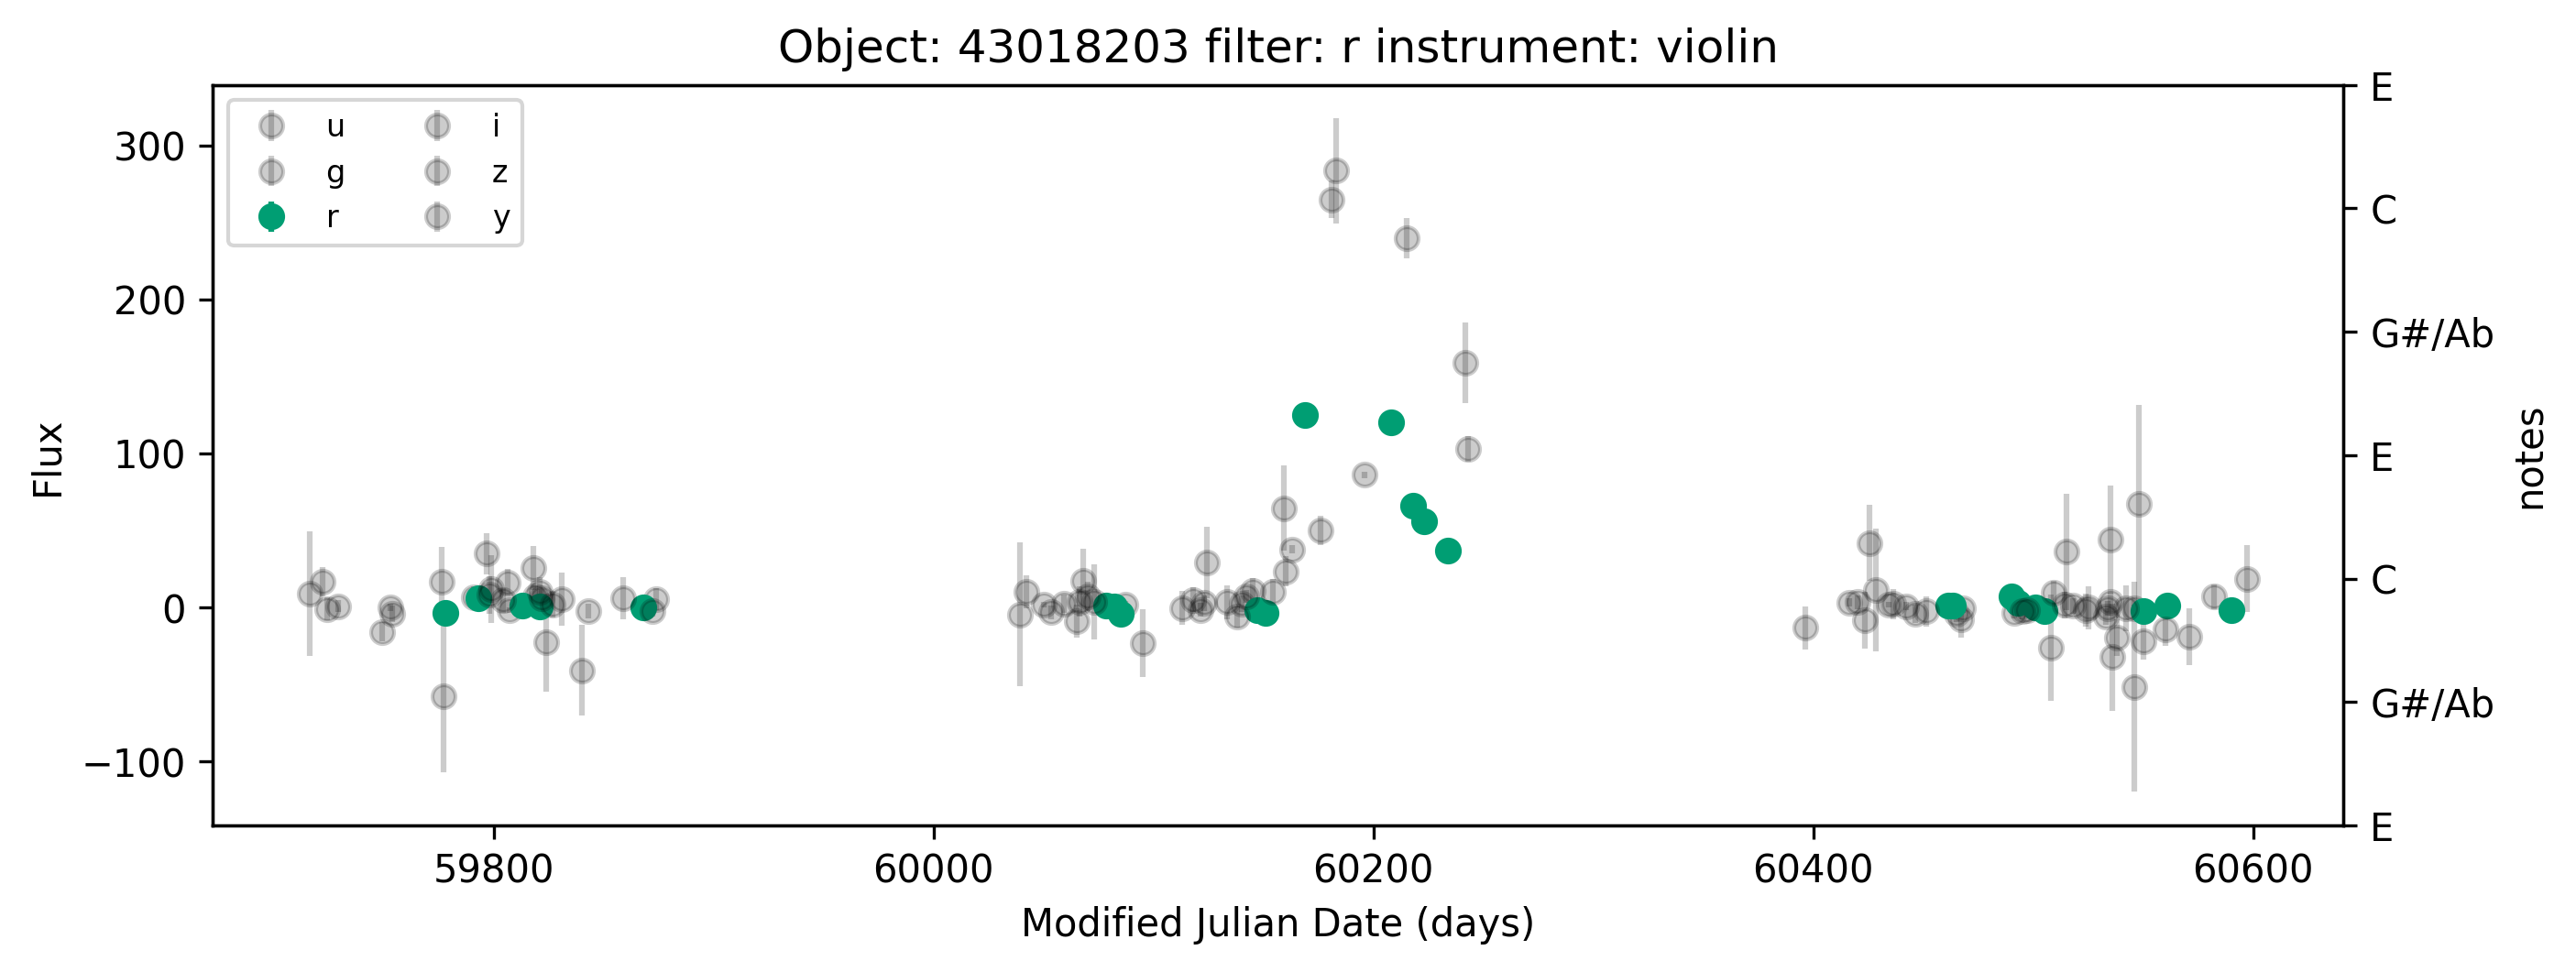 Object: 43018203 filter: r instrument: violin
u
g
r
i
z
y
Flux
300
200
100
0
−100
E
C
G#/Ab
E
C
G#/Ab
E
notes
59800
60000
60200
60400
60600
Modified Julian Date (days)